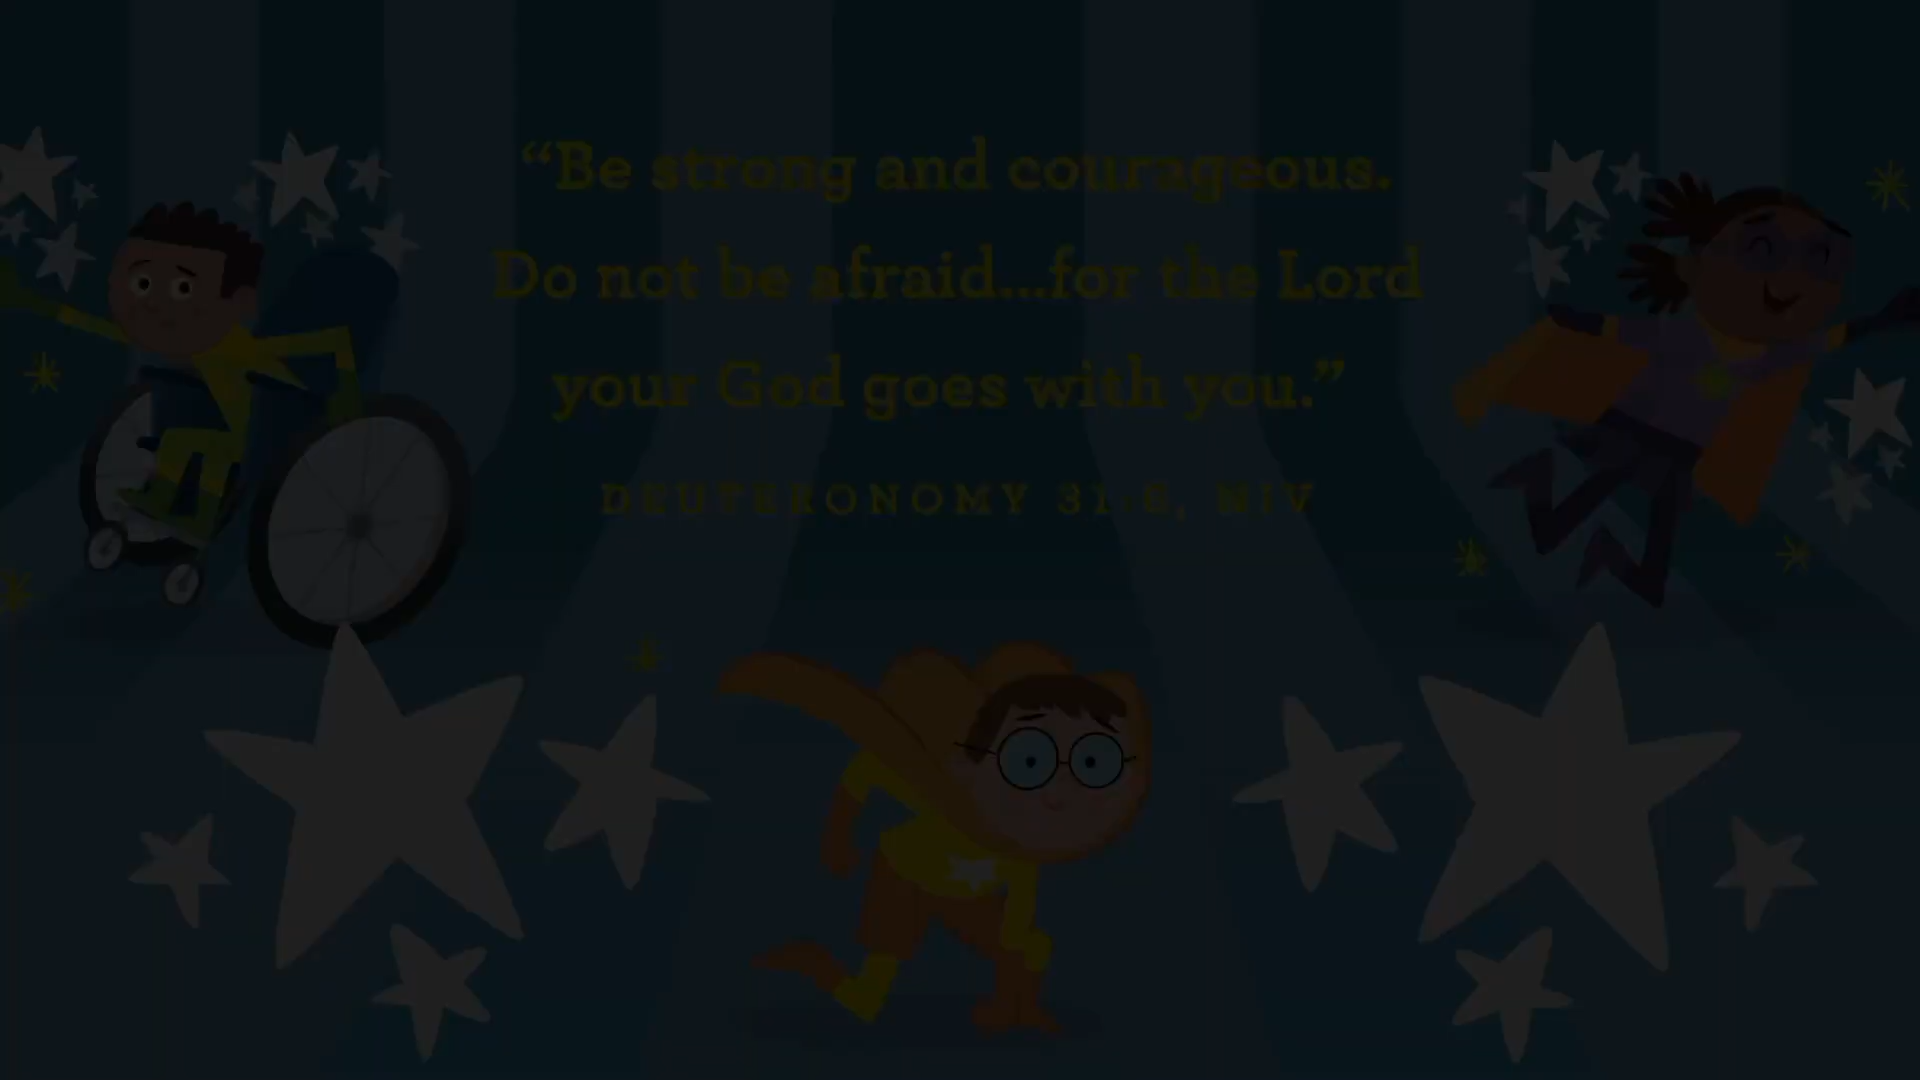 “Be strong and courageous.
Do not be afraid...for the Lord
your God goes with you.”
DEUTERONOMY 31:6, NIV